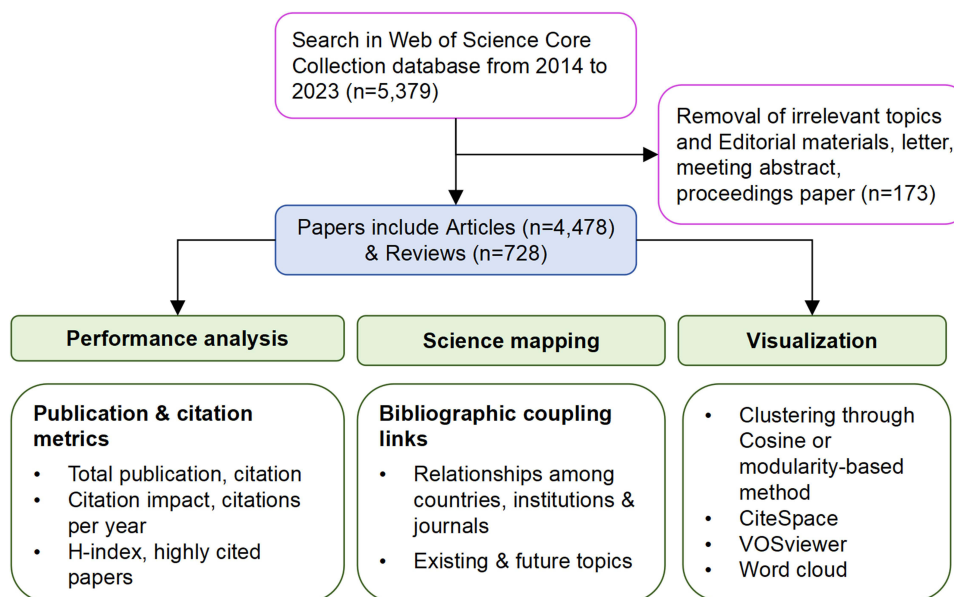 Search in Web of Science Core
Collection database from 2014 to
2023 (n=5,379)
Removal of irrelevant topics
and Editorial materials, letter,
meeting abstract,
proceedings paper (n=173)
Papers include Articles (n=4,478)
& Reviews (n=728)
Performance analysis
Science mapping
Visualization
Publication & citation
metrics
• Total publication, citation
• Citation impact, citations
per year
• H-index, highly cited
papers
Bibliographic coupling
links
• Relationships among
countries, institutions &
journals
• Existing & future topics
• Clustering through
Cosine or
modularity-based
method
• CiteSpace
• VOSviewer
• Word cloud